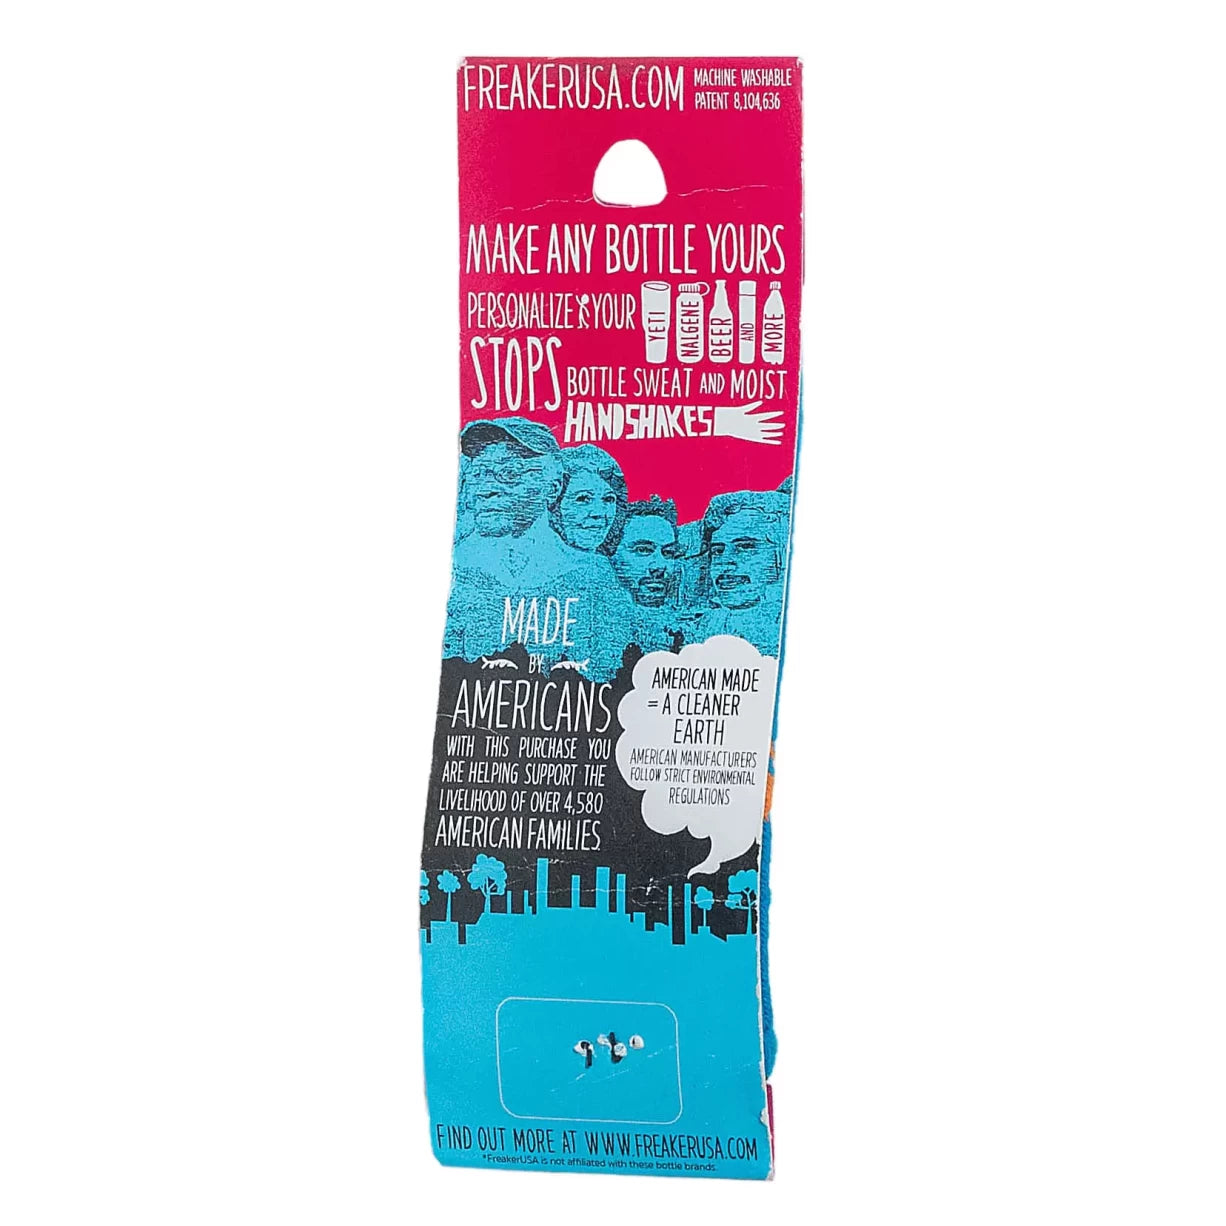 FREAKERUSA.COM
MACHINE WASHABLE
PATENT 8,104,636
MAKE ANY BOTTLE YOURS
PERSONALIZE YOUR
YETI
NALGENE
BEER
AND
MORE
STOPS
BOTTLE SWEAT AND MOIST
HANDSHAKES
MADE
BY
AMERICANS
WITH THIS PURCHASE YOU
ARE HELPING SUPPORT THE
LIVELIHOOD OF OVER 4,580
AMERICAN FAMILIES.
AMERICAN MADE
= A CLEANER
EARTH
AMERICAN MANUFACTURERS
FOLLOW STRICT ENVIRONMENTAL
REGULATIONS
FIND OUT MORE AT WWW.FREAKERUSA.COM
*FreakerUSA is not affiliated with these bottle brands.